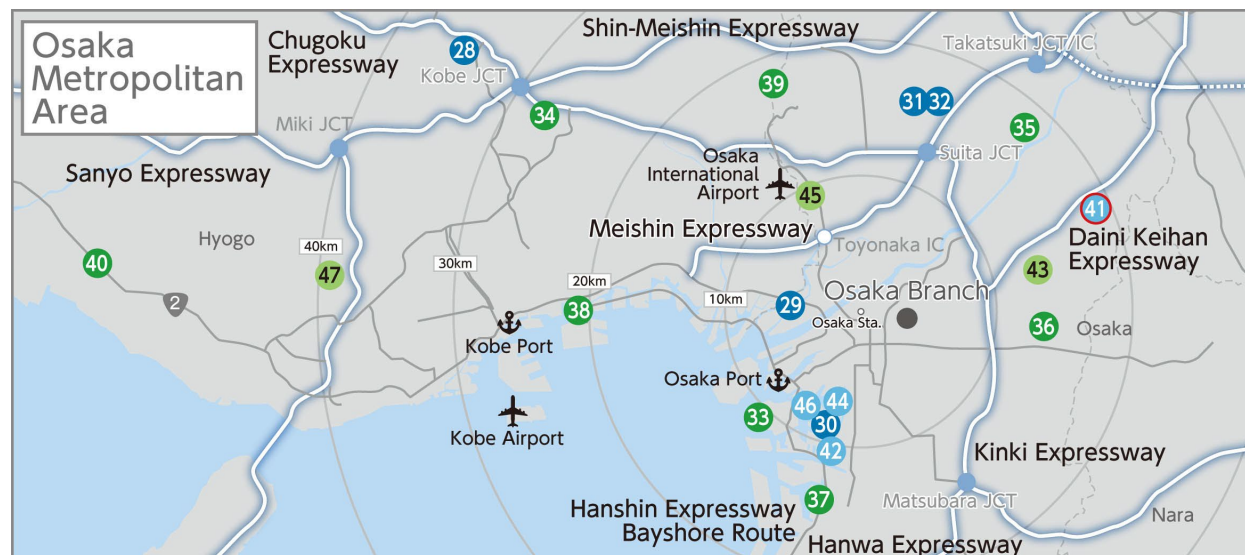 Osaka
Metropolitan
Area
Chugoku
Expressway
28
Kobe JCT
Shin-Meishin Expressway
Takatsuki JCT/IC
39
31
32
34
35
Miki JCT
Suita JCT
Sanyo Expressway
Osaka
International
Airport
45
41
Meishin Expressway
Toyonaka IC
Daini Keihan
Expressway
Hyogo
40km
30km
40
47
43
20km
10km
2
38
29
Osaka Branch
Osaka Sta.
36
Osaka
Kobe Port
Osaka Port
46
44
33
30
Kobe Airport
42
Kinki Expressway
37
Matsubara JCT
Hanshin Expressway
Bayshore Route
Nara
Hanwa Expressway